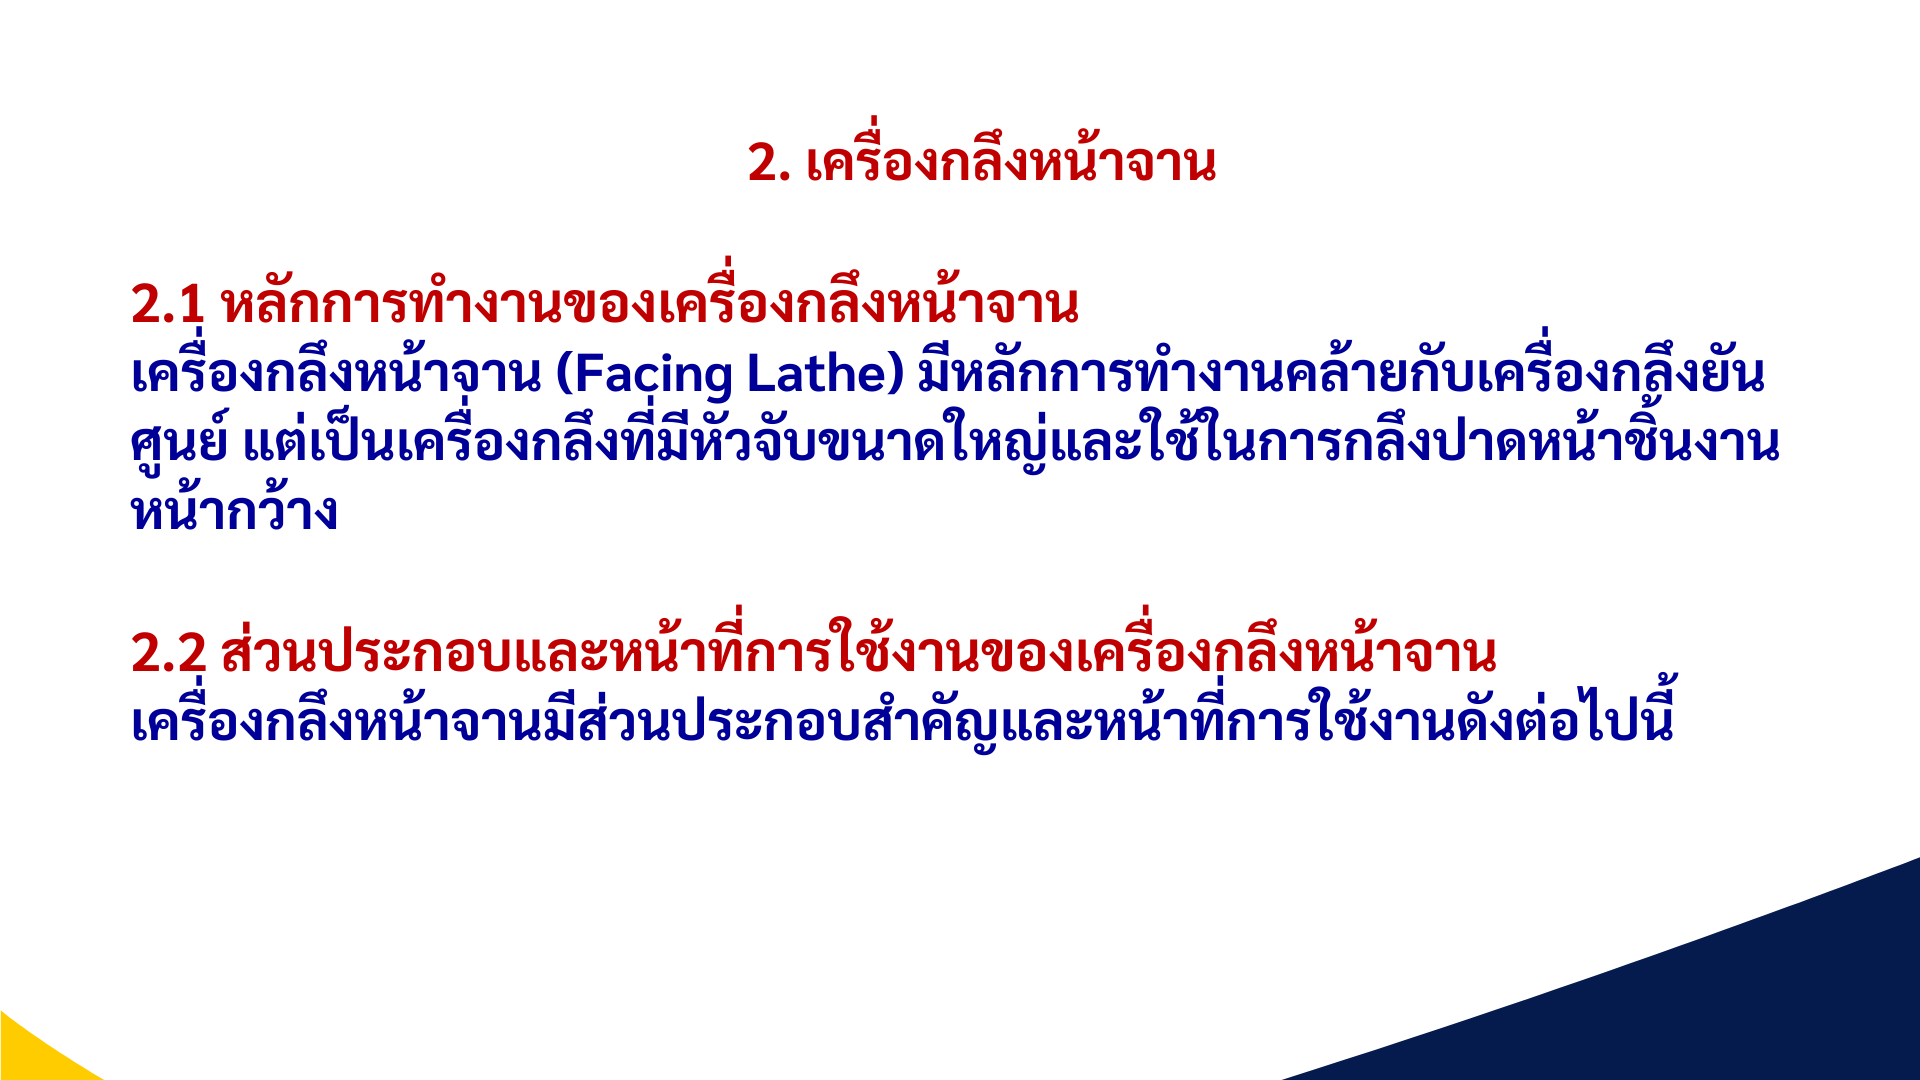 2. เครื่องกลึงหน้าจาน
2.1 หลักการทำงานของเครื่องกลึงหน้าจาน
เครื่องกลึงหน้าจาน (Facing Lathe) มีหลักการทำงานคล้ายกับเครื่องกลึงยัน
ศูนย์ แต่เป็นเครื่องกลึงที่มีหัวจับขนาดใหญ่และใช้ในการกลึงปาดหน้าชิ้นงาน
หน้ากว้าง
2.2 ส่วนประกอบและหน้าที่การใช้งานของเครื่องกลึงหน้าจาน
เครื่องกลึงหน้าจานมีส่วนประกอบสำคัญและหน้าที่การใช้งานดังต่อไปนี้